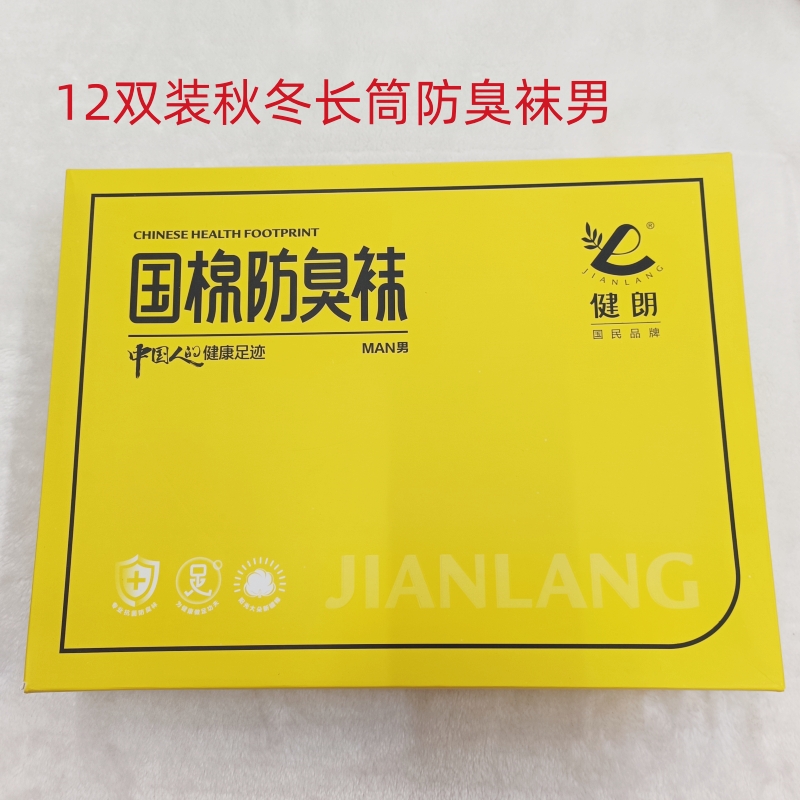 12双装秋冬长筒防臭袜男
CHINESE HEALTH FOOTPRINT
国棉防臭袜
中国人的健康足迹
MAN男
®
JIANLANG
健朗
国民品牌
足
JIANLANG